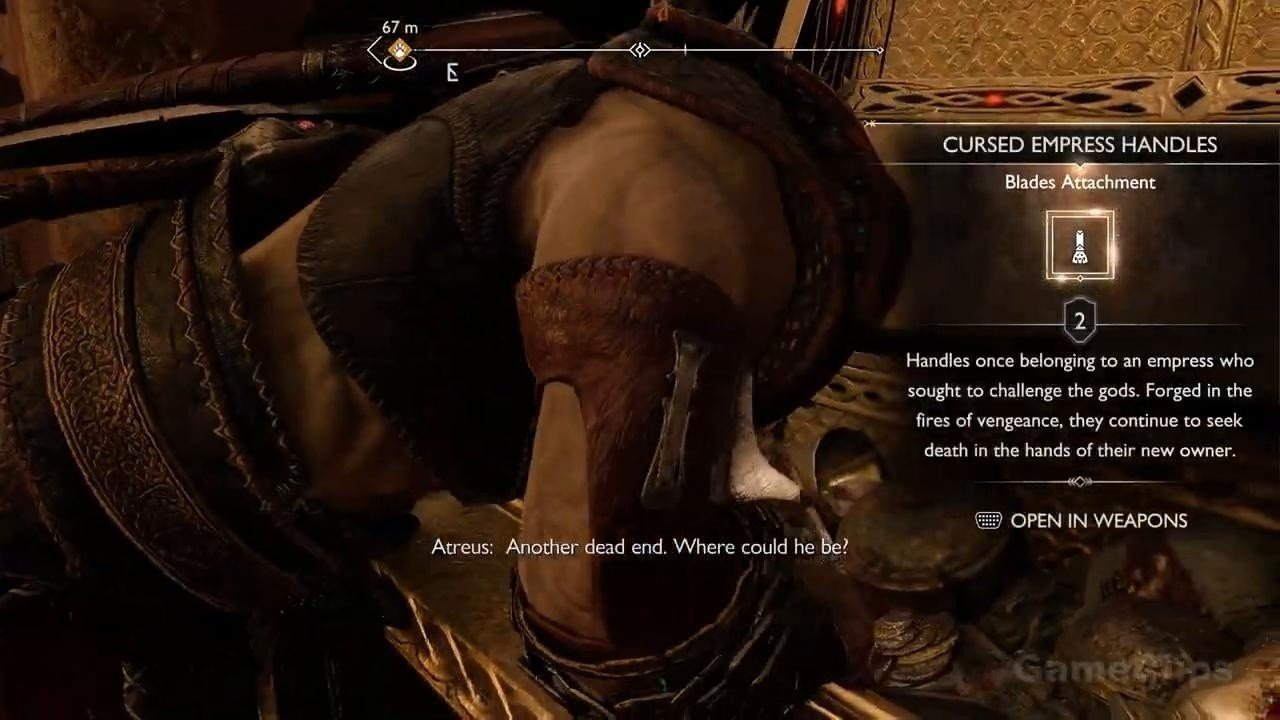 67 m
E
CURSED EMPRESS HANDLES
Blades Attachment
2
Handles once belonging to an empress who
sought to challenge the gods. Forged in the
fires of vengeance, they continue to seek
death in the hands of their new owner.
OPEN IN WEAPONS
Atreus: Another dead end. Where could he be?
GameClips